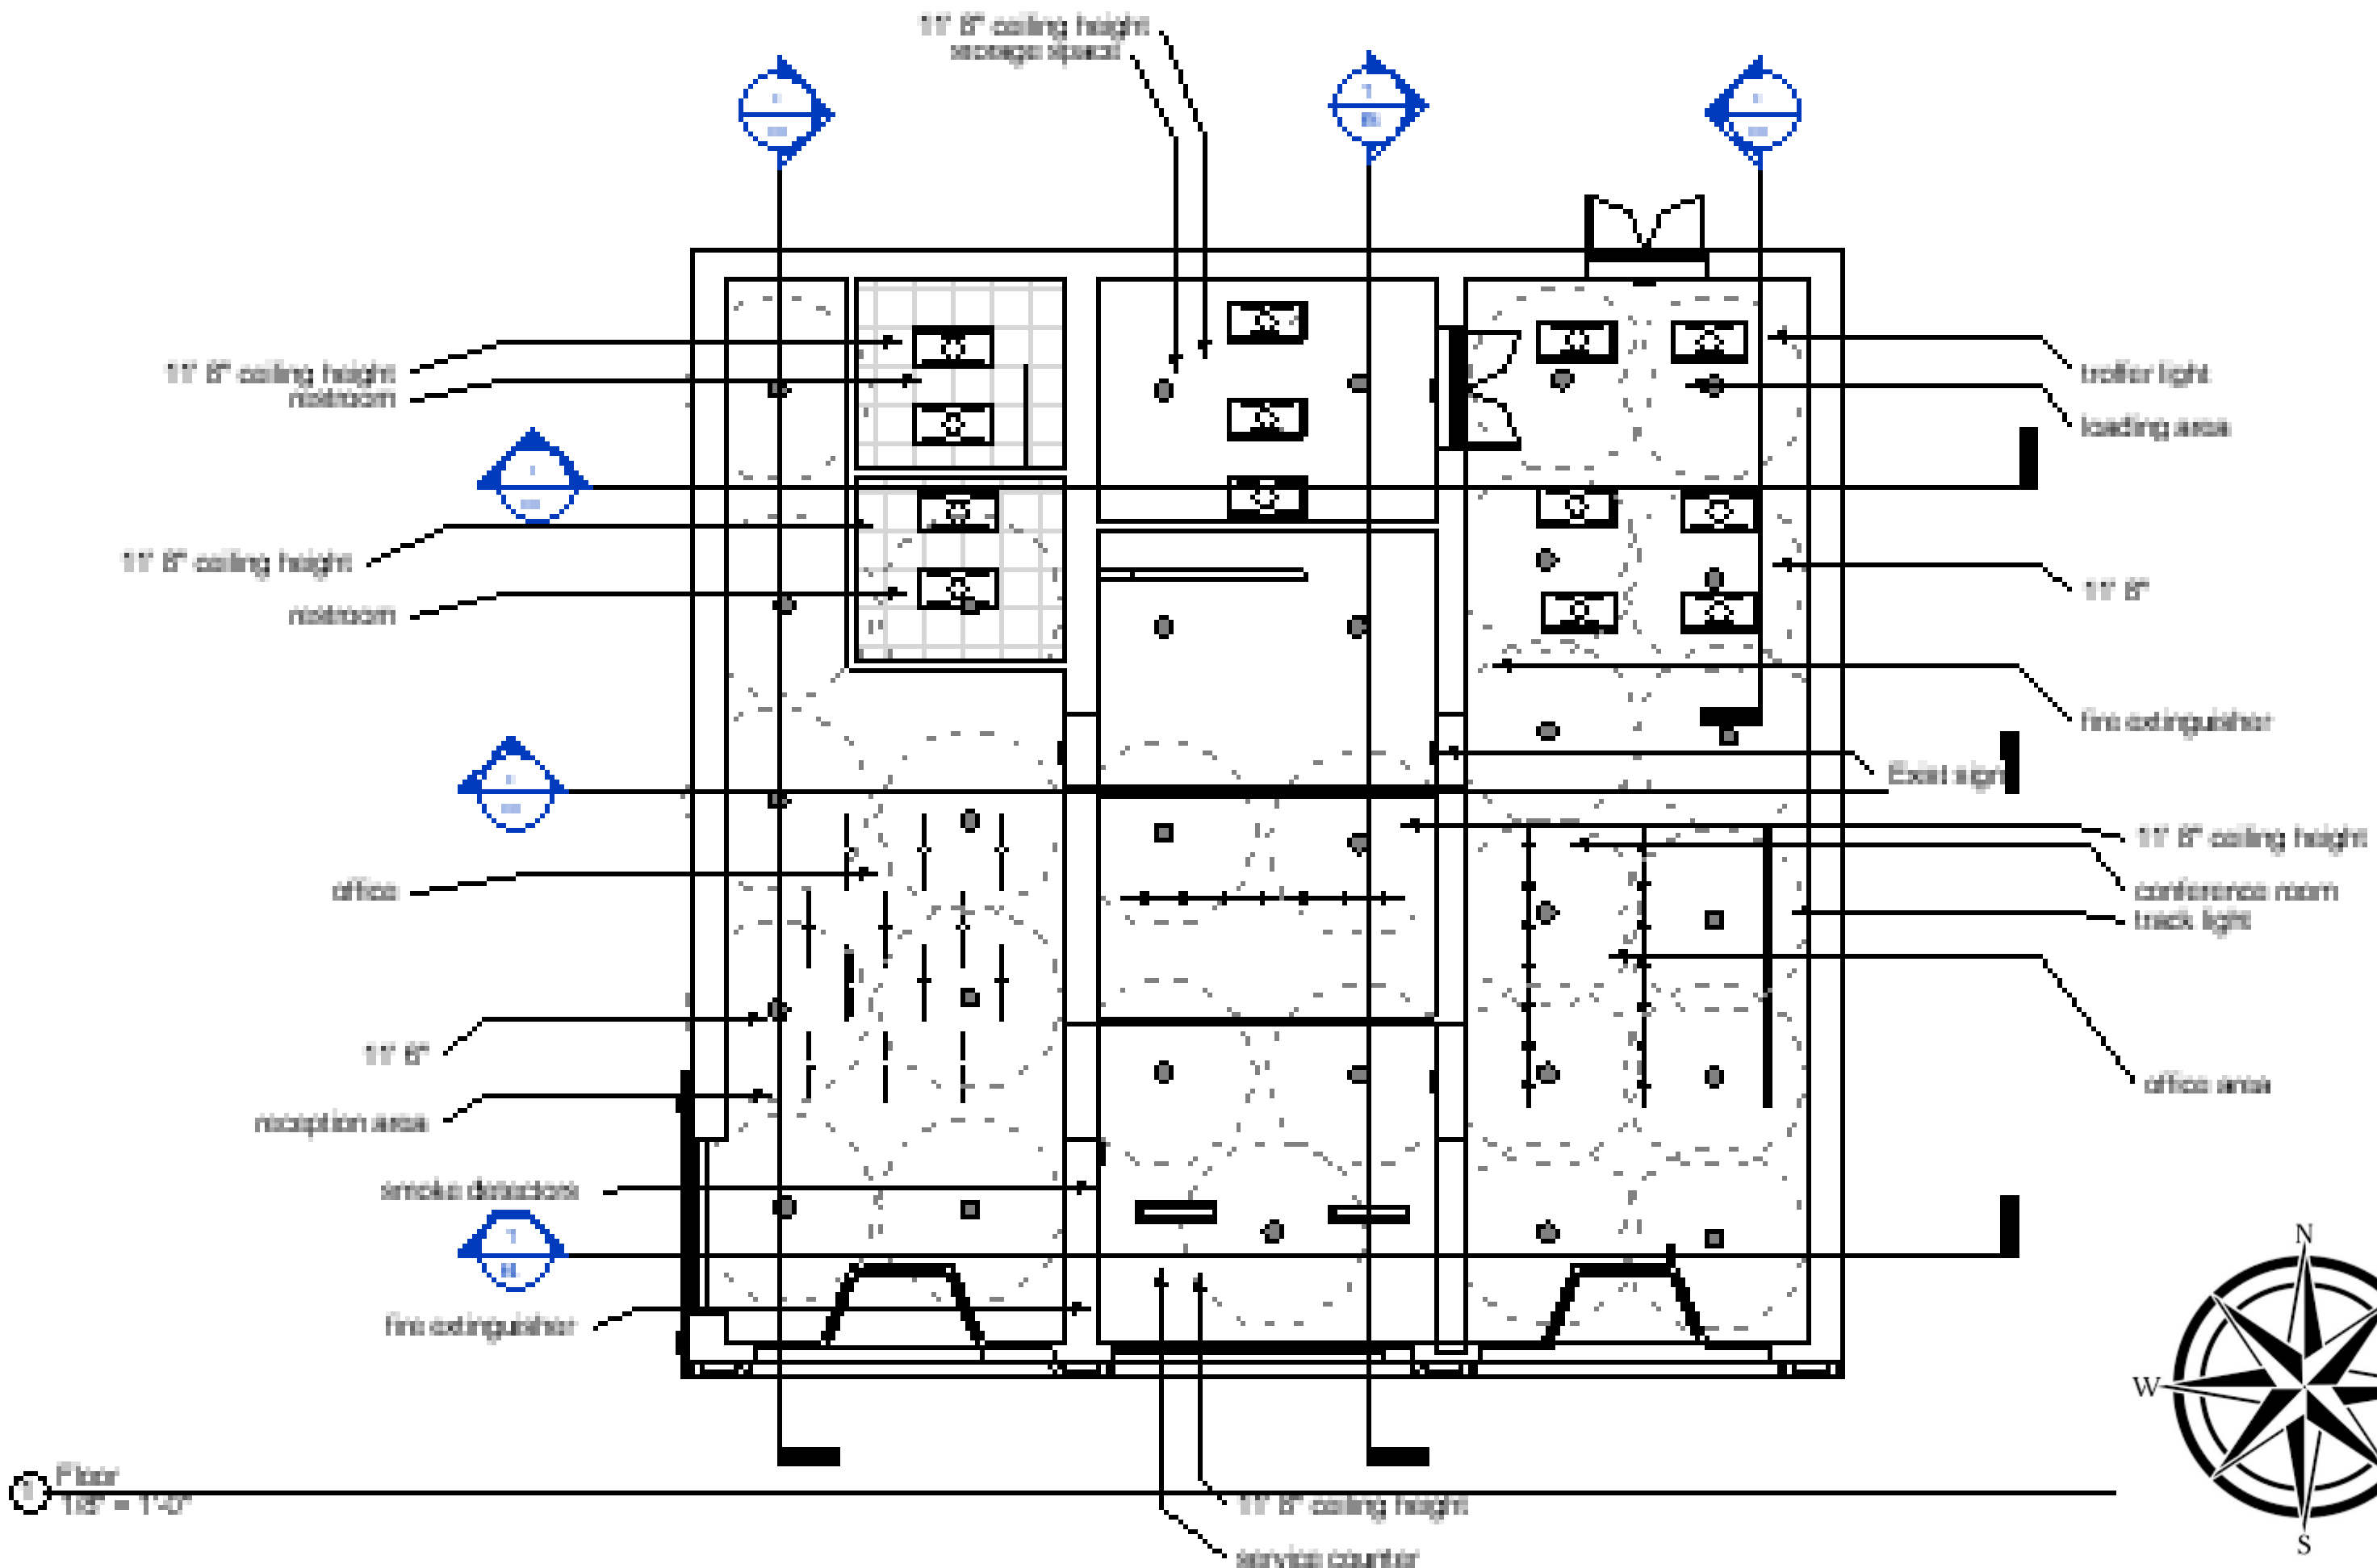 11' 8" ceiling height
storage space
11' 8" ceiling height
restroom
troffer light
loading area
11' 8" ceiling height
restroom
11' 8"
fire extinguisher
Exist sign
11' 8" ceiling height
conference room
track light
office
11' 8"
office area
reception area
smoke detectors
fire extinguisher
N
W
S
1
Floor
1/8" = 1'-0"
11' 8" ceiling height
service counter